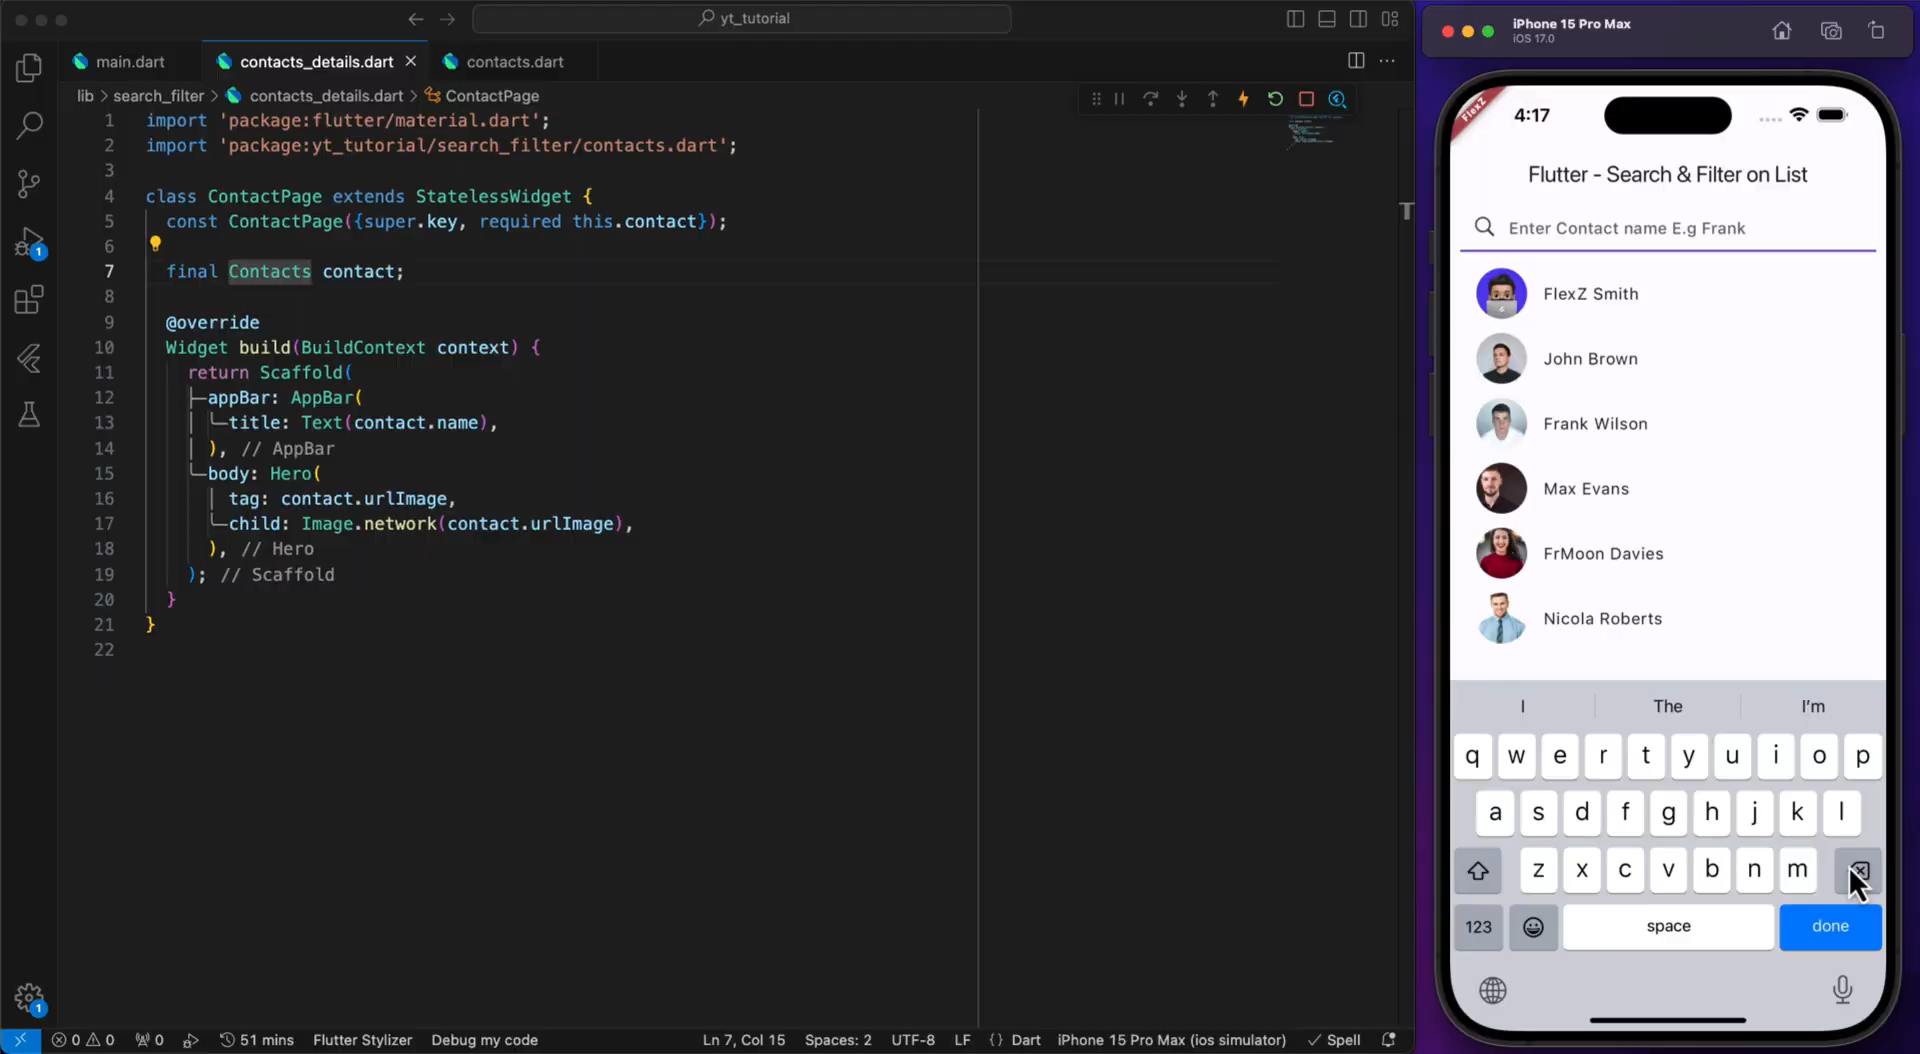 yt_tutorial
main.dart
contacts_details.dart
contacts.dart
lib > search_filter > contacts_details.dart > ContactPage
1 import 'package:flutter/material.dart';
2 import 'package:yt_tutorial/search_filter/contacts.dart';
3
4 class ContactPage extends StatelessWidget {
5 const ContactPage({super.key, required this.contact});
6
7 final Contacts contact;
8
9 @override
10 Widget build(BuildContext context) {
11 return Scaffold(
12 appBar: AppBar(
13 title: Text(contact.name),
14 ), // AppBar
15 body: Hero(
16 tag: contact.urlImage,
17 child: Image.network(contact.urlImage),
18 ), // Hero
19 ); // Scaffold
20 }
21 }
22
1
1
T
0 0 0 51 mins Flutter Stylizer Debug my code Ln 7, Col 15 Spaces: 2 UTF-8 LF {} Dart iPhone 15 Pro Max (ios simulator) Spell
iPhone 15 Pro Max
iOS 17.0
FlexZ
4:17
Flutter - Search & Filter on List
Enter Contact name E.g Frank
FlexZ Smith
John Brown
Frank Wilson
Max Evans
FrMoon Davies
Nicola Roberts
I The I'm
q w e r t y u i o p
a s d f g h j k l
z x c v b n m
123 space done